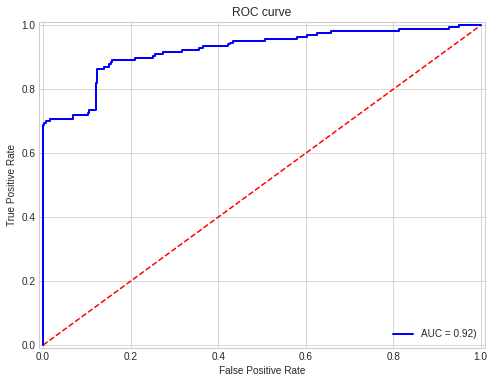 ROC curve
1.0
0.8
0.6
0.4
0.2
0.0
True Positive Rate
AUC = 0.92)
0.0 0.2 0.4 0.6 0.8 1.0
False Positive Rate